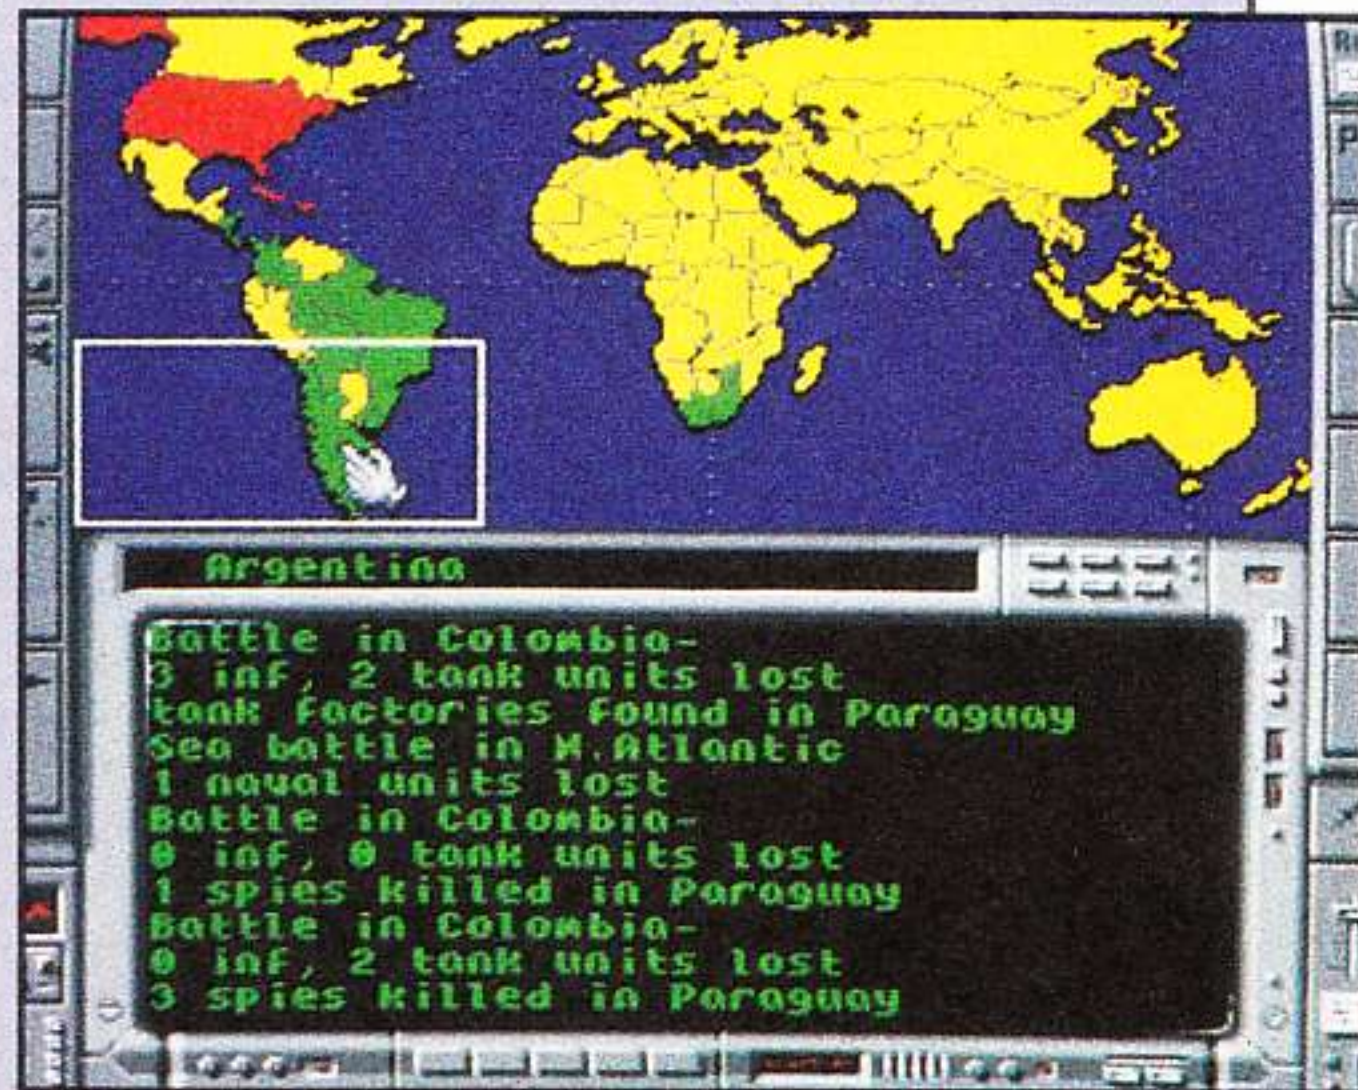 Argentina
Battle in Colombia-
3 inf, 2 tank units lost
tank factories found in Paraguay
Sea battle in N.Atlantic
1 naval units lost
Battle in Colombia-
0 inf, 0 tank units lost
1 spies killed in Paraguay
Battle in Colombia-
0 inf, 2 tank units lost
3 spies killed in Paraguay